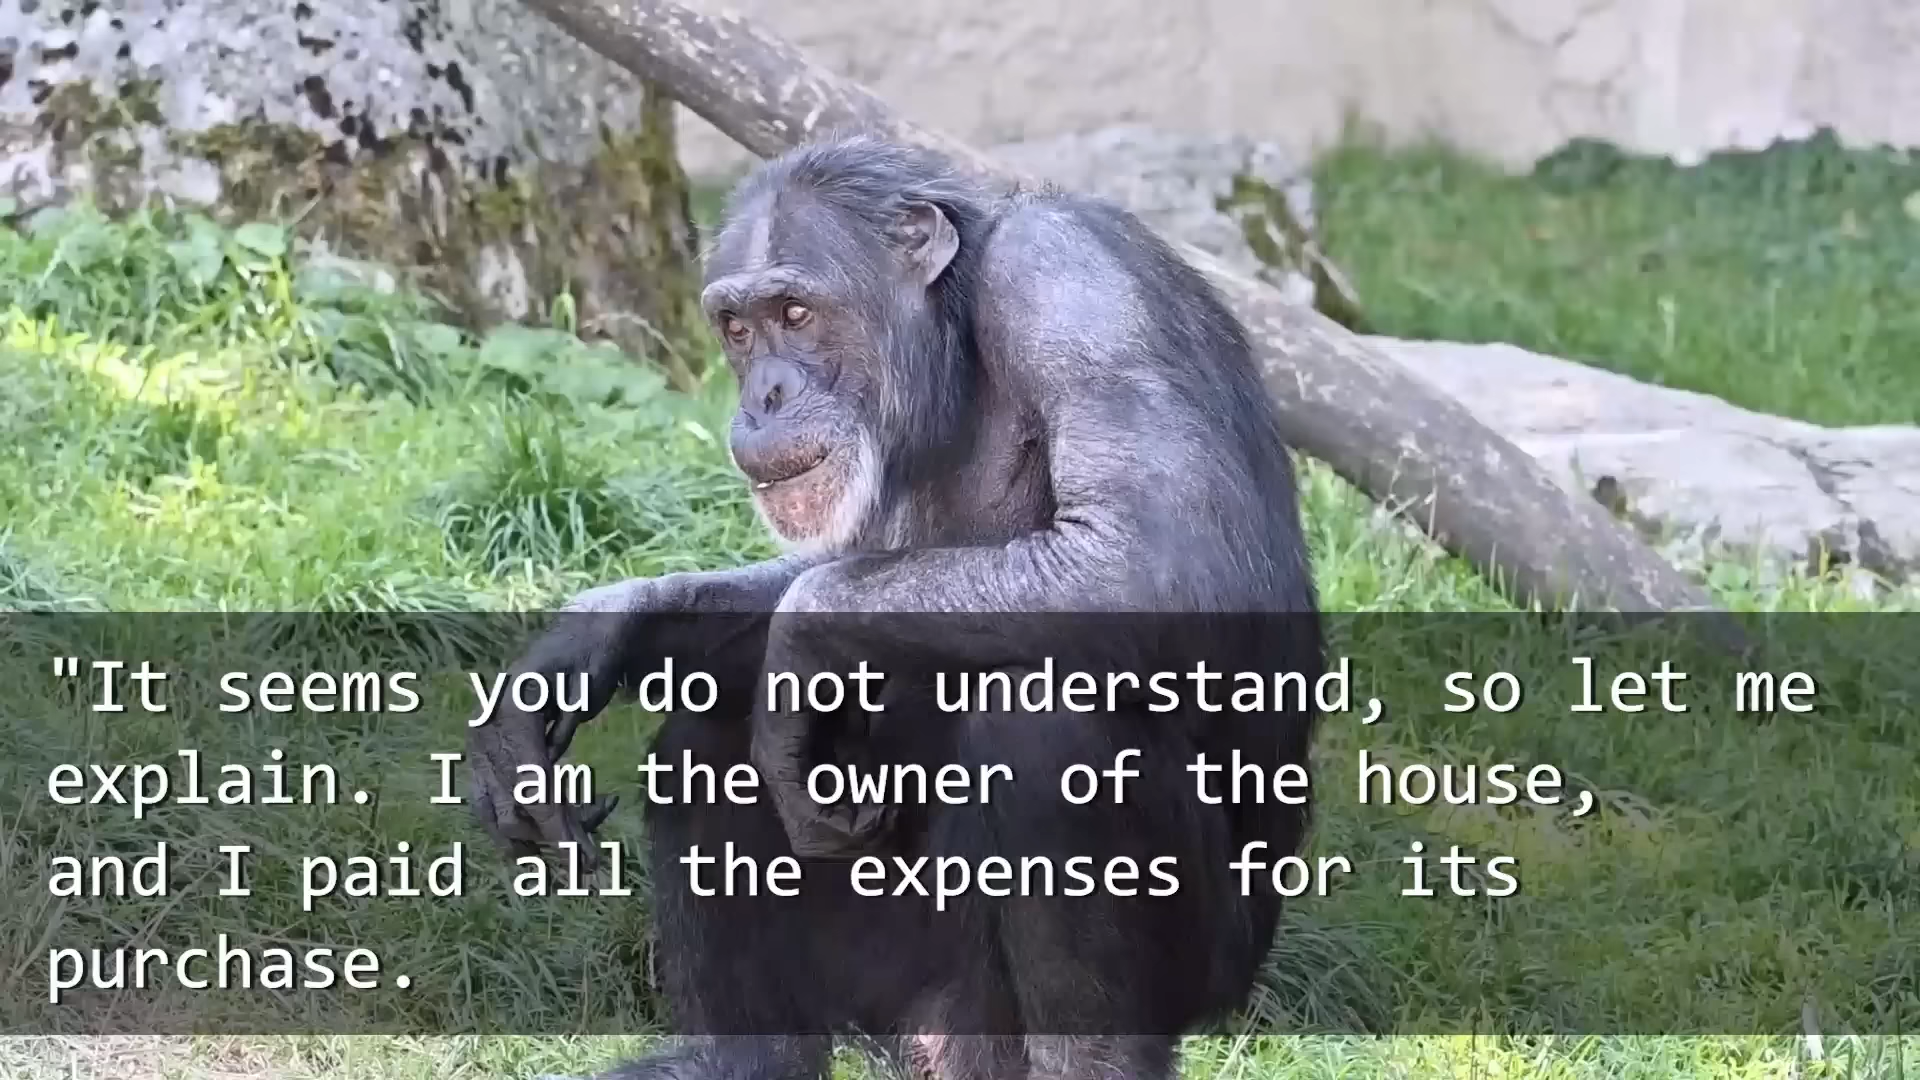 "It seems you do not understand, so let me
explain. I am the owner of the house,
and I paid all the expenses for its
purchase.